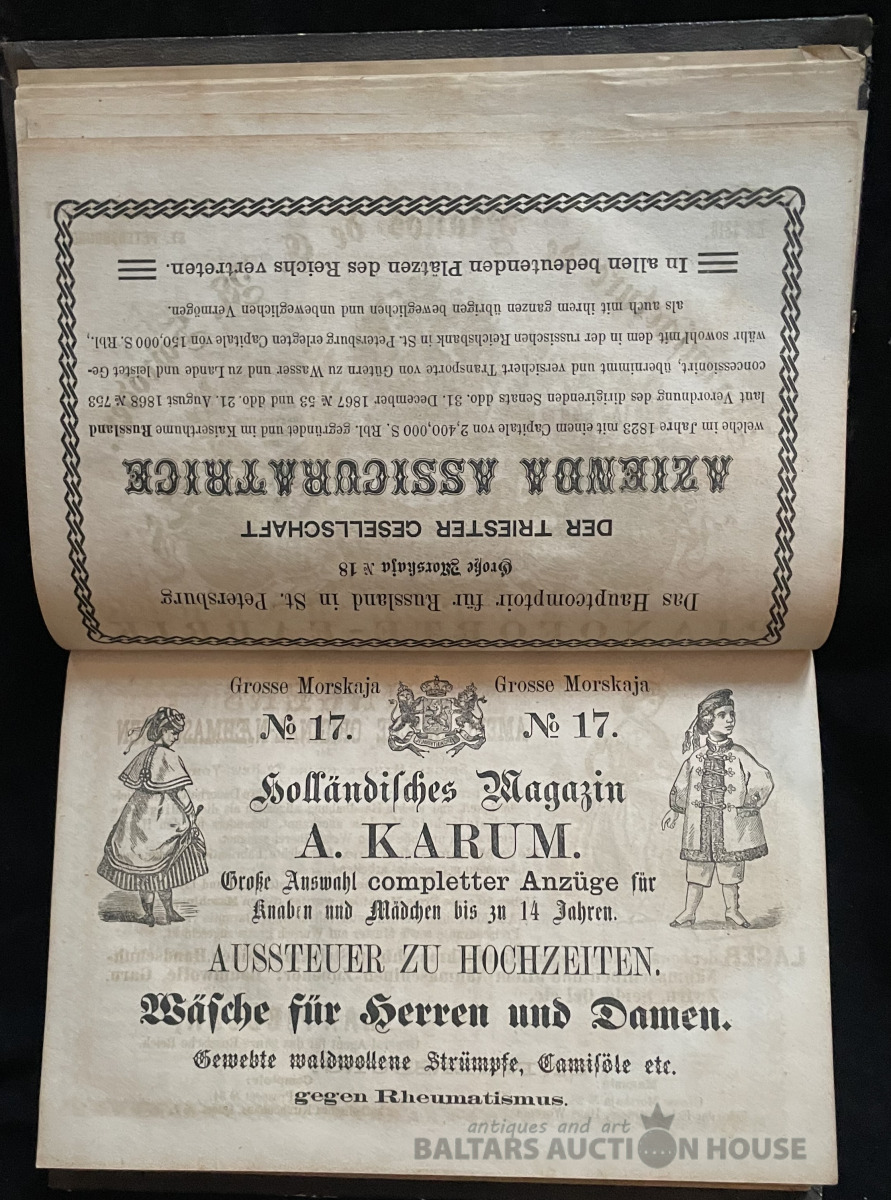 Das Hauptcomptoir für Russland in St. Petersburg
Große Morskaja № 18
DER TRIESTER GESELLSCHAFT
AZIENDA ASSICURATRICE
welche im Jahre 1823 mit einem Capitale von 2,400,000 S. Rbl. gegründet und im Kaiserthume Russland
laut Verordnung des dirigirenden Senats ddo. 31. December 1867 № 53 und ddo. 21. August 1868 № 753
concessionirt, übernimmt und versichert Transporte von Gütern zu Wasser und zu Lande und leistet Ge-
währ sowohl mit dem in der russischen Reichsbank in St. Petersburg erlegten Capitale von 150,000 S. Rbl.,
als auch mit ihrem ganzen übrigen beweglichen und unbeweglichen Vermögen.
In allen bedeutenden Plätzen des Reichs vertreten.
Grosse Morskaja Grosse Morskaja
№ 17. № 17.
Holländisches Magazin
A. KARUM.
Große Auswahl completter Anzüge für
Knaben und Mädchen bis zu 14 Jahren.
AUSSTEUER ZU HOCHZEITEN.
Wäsche für Herren und Damen.
Gewebte waldwollene Strümpfe, Camisöle etc.
gegen Rheumatismus.
antiques and art
BALTARS AUCTION HOUSE